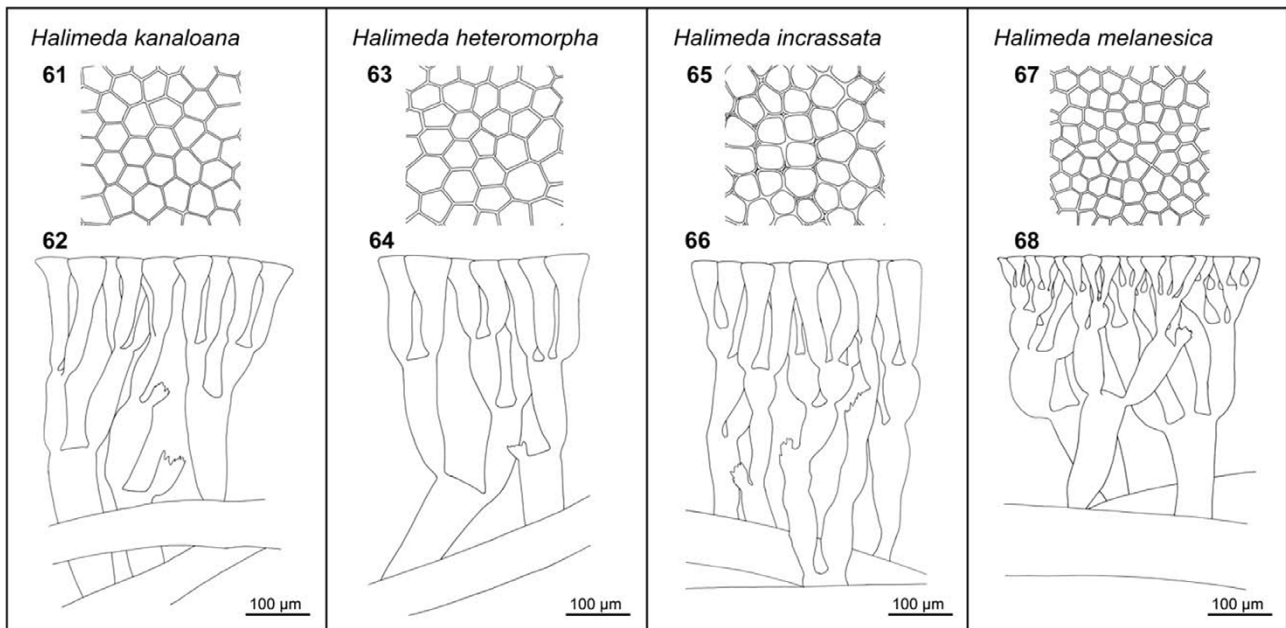 Halimeda kanaloana
61
62
100 µm
Halimeda heteromorpha
63
64
100 µm
Halimeda incrassata
65
66
100 µm
Halimeda melanesica
67
68
100 µm